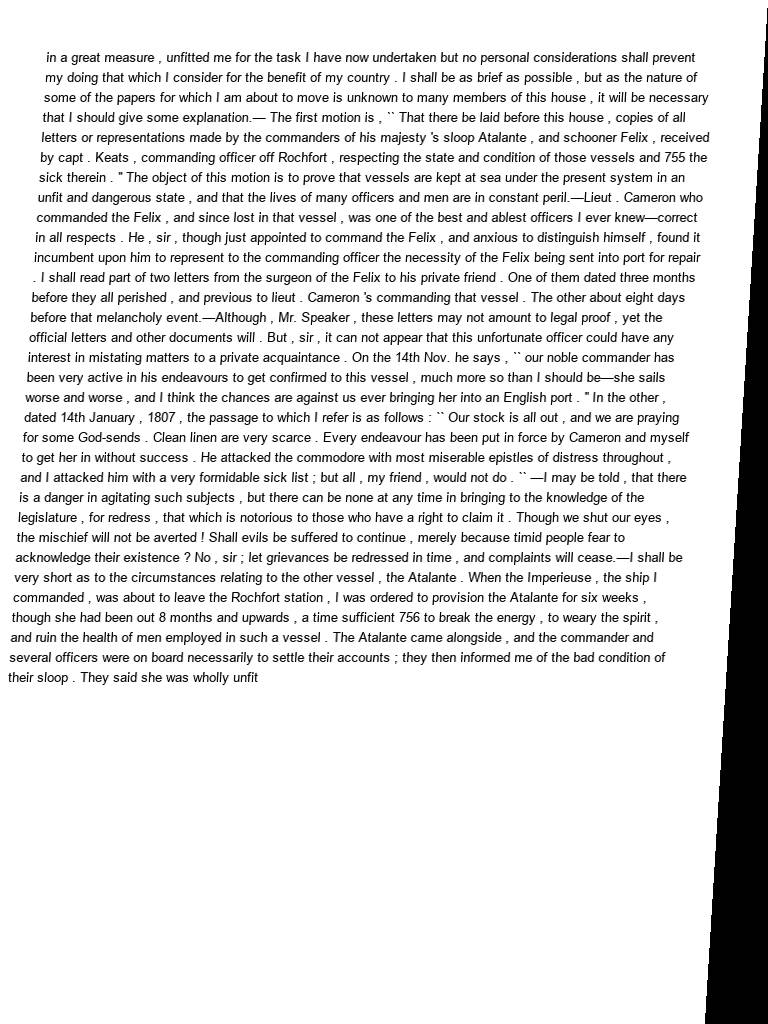 in a great measure , unfitted me for the task I have now undertaken but no personal considerations shall prevent
my doing that which I consider for the benefit of my country . I shall be as brief as possible , but as the nature of
some of the papers for which I am about to move is unknown to many members of this house , it will be necessary
that I should give some explanation.— The first motion is , `` That there be laid before this house , copies of all
letters or representations made by the commanders of his majesty 's sloop Atalante , and schooner Felix , received
by capt . Keats , commanding officer off Rochfort , respecting the state and condition of those vessels and 755 the
sick therein . '' The object of this motion is to prove that vessels are kept at sea under the present system in an
unfit and dangerous state , and that the lives of many officers and men are in constant peril.—Lieut . Cameron who
commanded the Felix , and since lost in that vessel , was one of the best and ablest officers I ever knew—correct
in all respects . He , sir , though just appointed to command the Felix , and anxious to distinguish himself , found it
incumbent upon him to represent to the commanding officer the necessity of the Felix being sent into port for repair
. I shall read part of two letters from the surgeon of the Felix to his private friend . One of them dated three months
before they all perished , and previous to lieut . Cameron 's commanding that vessel . The other about eight days
before that melancholy event.—Although , Mr. Speaker , these letters may not amount to legal proof , yet the
official letters and other documents will . But , sir , it can not appear that this unfortunate officer could have any
interest in mistating matters to a private acquaintance . On the 14th Nov. he says , `` our noble commander has
been very active in his endeavours to get confirmed to this vessel , much more so than I should be—she sails
worse and worse , and I think the chances are against us ever bringing her into an English port . '' In the other ,
dated 14th January , 1807 , the passage to which I refer is as follows : `` Our stock is all out , and we are praying
for some God-sends . Clean linen are very scarce . Every endeavour has been put in force by Cameron and myself
to get her in without success . He attacked the commodore with most miserable epistles of distress throughout ,
and I attacked him with a very formidable sick list ; but all , my friend , would not do . `` —I may be told , that there
is a danger in agitating such subjects , but there can be none at any time in bringing to the knowledge of the
legislature , for redress , that which is notorious to those who have a right to claim it . Though we shut our eyes ,
the mischief will not be averted ! Shall evils be suffered to continue , merely because timid people fear to
acknowledge their existence ? No , sir ; let grievances be redressed in time , and complaints will cease.—I shall be
very short as to the circumstances relating to the other vessel , the Atalante . When the Imperieuse , the ship I
commanded , was about to leave the Rochfort station , I was ordered to provision the Atalante for six weeks ,
though she had been out 8 months and upwards , a time sufficient 756 to break the energy , to weary the spirit ,
and ruin the health of men employed in such a vessel . The Atalante came alongside , and the commander and
several officers were on board necessarily to settle their accounts ; they then informed me of the bad condition of
their sloop . They said she was wholly unfit